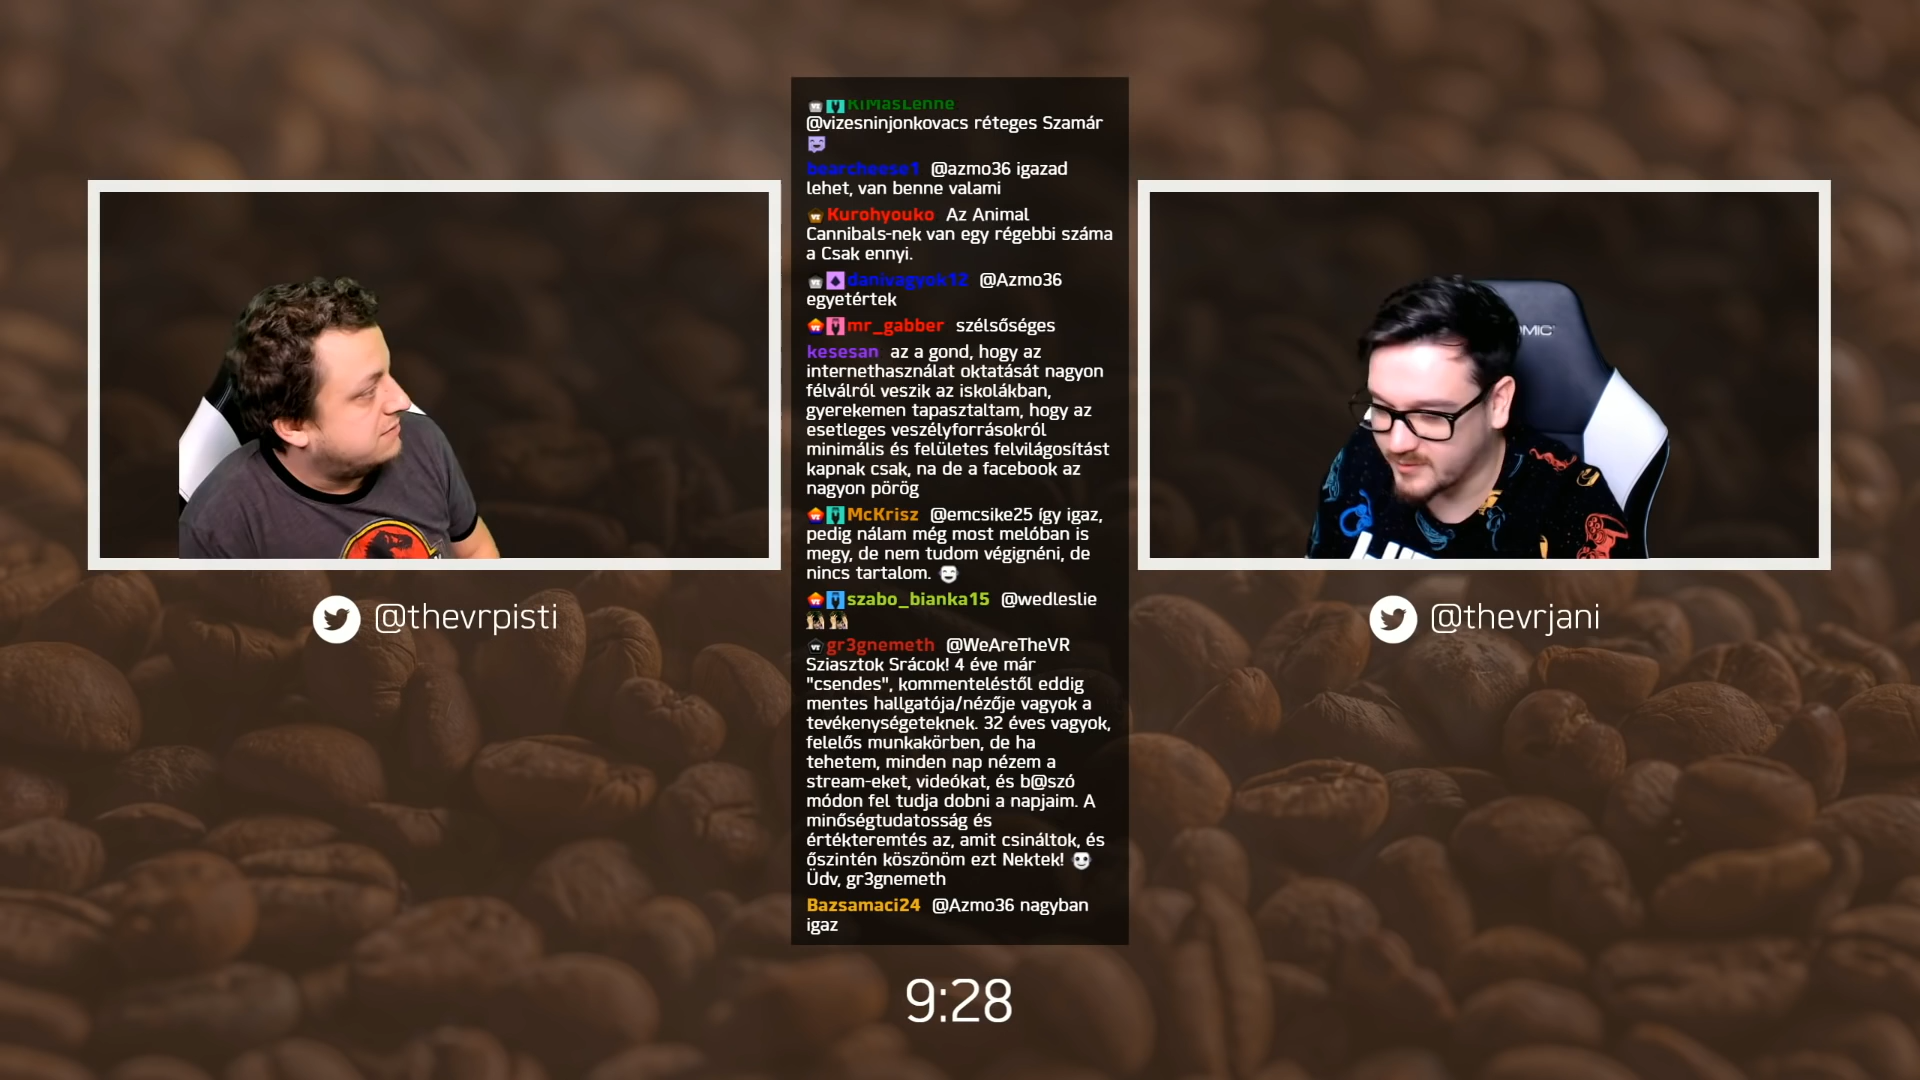 KiMasLenne
@vizesninjonkovacs réteges Szamár
bearcheese1 @azmo36 igazad
lehet, van benne valami
Kurohyouko Az Animal
Cannibals-nek van egy régebbi száma
a Csak ennyi.
danivagyok12 @Azmo36
egyetértek
mr_gabber szélsőséges
kesesan az a gond, hogy az
internethasználat oktatását nagyon
félválról veszik az iskolákban,
gyerekemen tapasztaltam, hogy az
esetleges veszélyforrásokról
minimális és felületes felvilágosítást
kapnak csak, na de a facebook az
nagyon pörög
McKrisz @emcsike25 így igaz,
pedig nálam még most melóban is
megy, de nem tudom végignéni, de
nincs tartalom.
szabo_bianka15 @wedleslie
gr3gnemeth @WeAreTheVR
Sziasztok Srácok! 4 éve már
"csendes", kommenteléstől eddig
mentes hallgatója/nézője vagyok a
tevékenységeteknek. 32 éves vagyok,
felelős munkakörben, de ha
tehetem, minden nap nézem a
stream-eket, videókat, és b@szó
módon fel tudja dobni a napjaim. A
minőségtudatosság és
értékteremtés az, amit csináltok, és
őszintén köszönöm ezt Nektek!
Üdv, gr3gnemeth
Bazsamaci24 @Azmo36 nagyban
igaz
@thevrpisti
@thevrjani
9:28